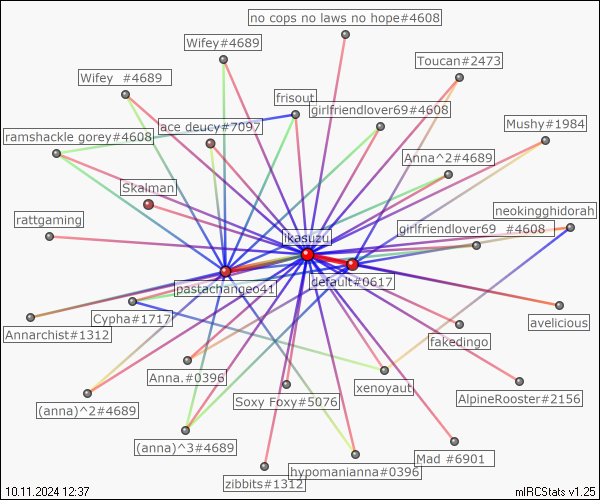 no cops no laws no hope#4608
Wifey#4689
Toucan#2473
Wifey  #4689
frisout
girlfriendlover69#4608
ace deucy#7097
Mushy#1984
ramshackle gorey#4608
Anna^2#4689
Skalman
neokingghidorah
rattgaming
ikasuzu
girlfriendlover69  #4608
pastachangeo41
default#0617
Cypha#1717
avelicious
Annarchist#1312
fakedingo
Anna.#0396
xenoyaut
Soxy Foxy#5076
AlpineRooster#2156
(anna)^2#4689
(anna)^3#4689
Mad #6901
hypomanianna#0396
zibbits#1312
10.11.2024 12:37
mIRCStats v1.25